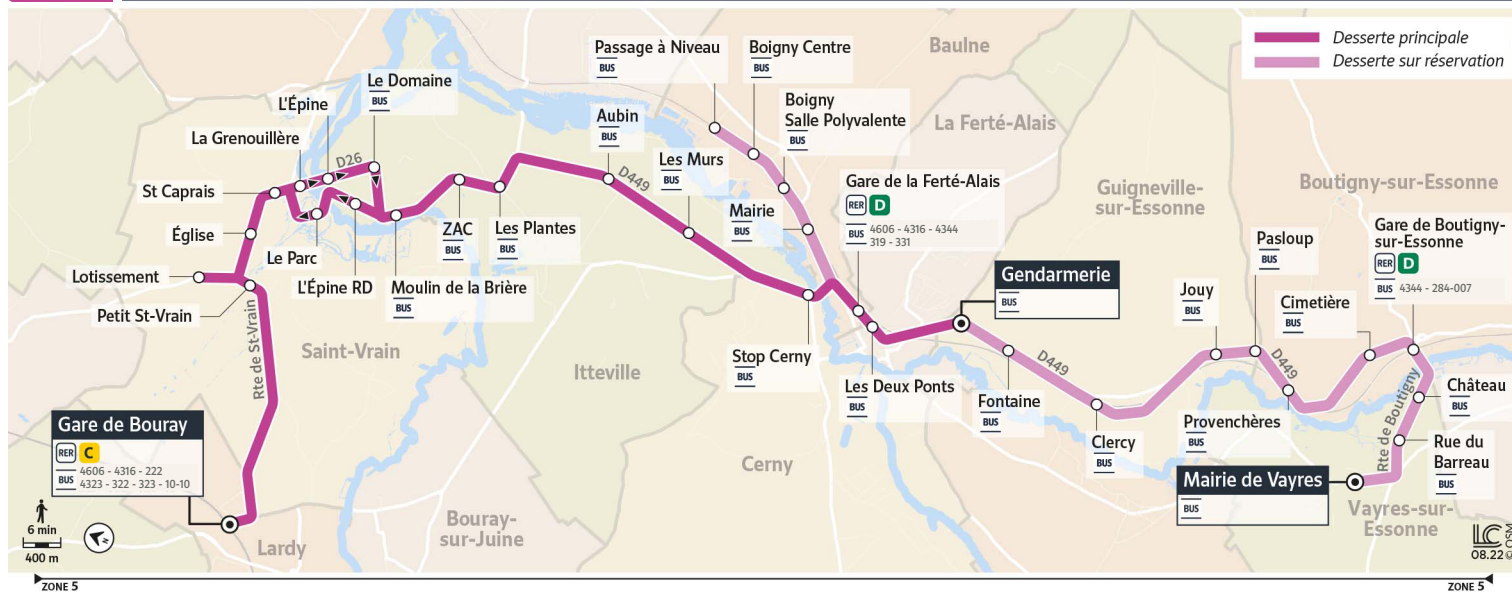 Desserte principale
Desserte sur réservation
Baulne
La Ferté-Alais
Guigneville-
sur-Essonne
Boutigny-sur-Essonne
Saint-Vrain
Itteville
Cerny
Bouray-
sur-Juine
Lardy
Vayres-sur-
Essonne
Gare de Bouray
RER C
4606 - 4316 - 222
BUS
4323 - 322 - 323 - 10-10
Rte de St-Vrain
Petit St-Vrain
Lotissement
Église
St Caprais
La Grenouillère
L'Épine
D26
Le Domaine
BUS
Le Parc
L'Épine RD
Moulin de la Brière
BUS
ZAC
BUS
Les Plantes
BUS
Aubin
BUS
D449
Les Murs
BUS
Stop Cerny
BUS
Passage à Niveau
BUS
Boigny Centre
BUS
Boigny
Salle Polyvalente
BUS
Mairie
BUS
Gare de la Ferté-Alais
RER D
BUS
4606 - 4316 - 4344
319 - 331
Les Deux Ponts
BUS
Gendarmerie
BUS
Fontaine
BUS
D449
Clercy
BUS
Jouy
BUS
Pasloup
BUS
D449
Provenchères
BUS
Cimetière
BUS
Gare de Boutigny-
sur-Essonne
RER D
BUS 4344 - 284-007
Château
BUS
Rte de Boutigny
Rue du
Barreau
BUS
Mairie de Vayres
BUS
6 min
400 m
N
LC
08.22 © OSM
ZONE 5
ZONE 5